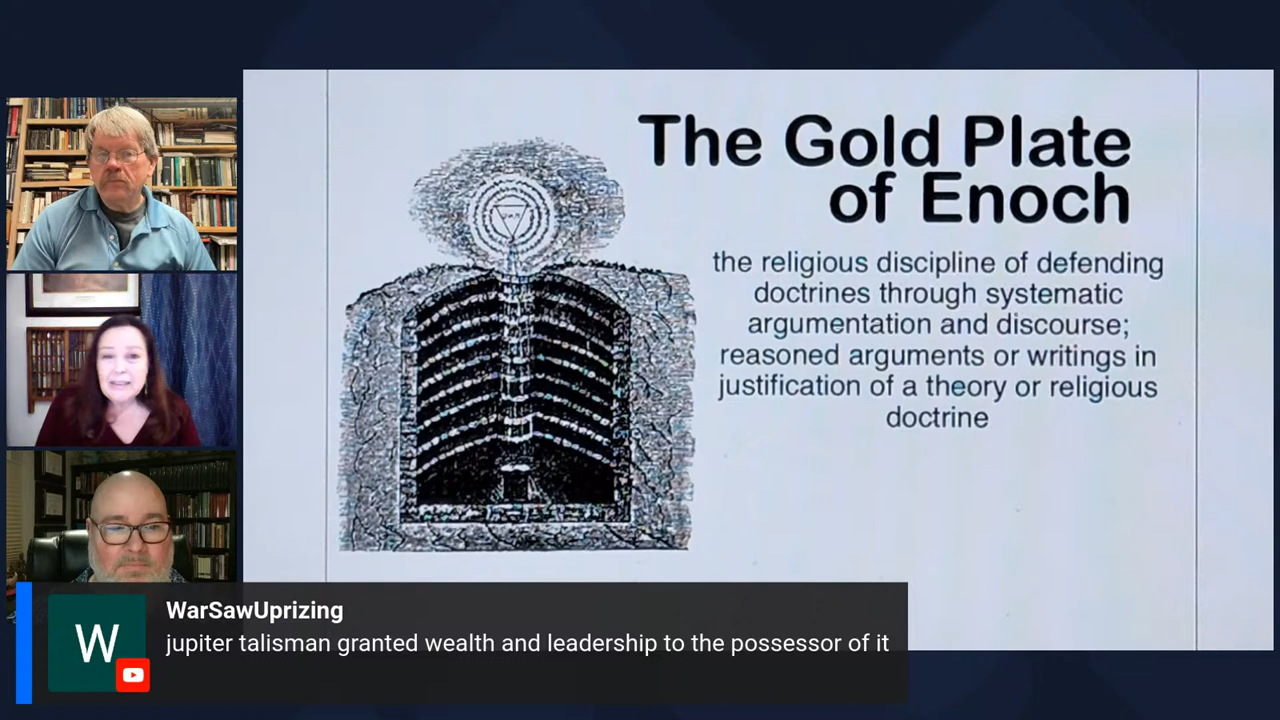 The Gold Plate
of Enoch
the religious discipline of defending
doctrines through systematic
argumentation and discourse;
reasoned arguments or writings in
justification of a theory or religious
doctrine
W
WarSawUprizing
jupiter talisman granted wealth and leadership to the possessor of it